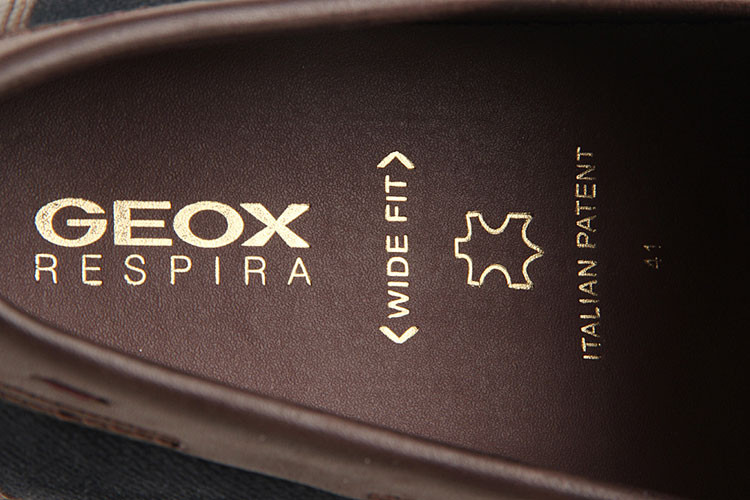 GEOX
RESPIRA
<WIDE FIT>
ITALIAN PATENT
41